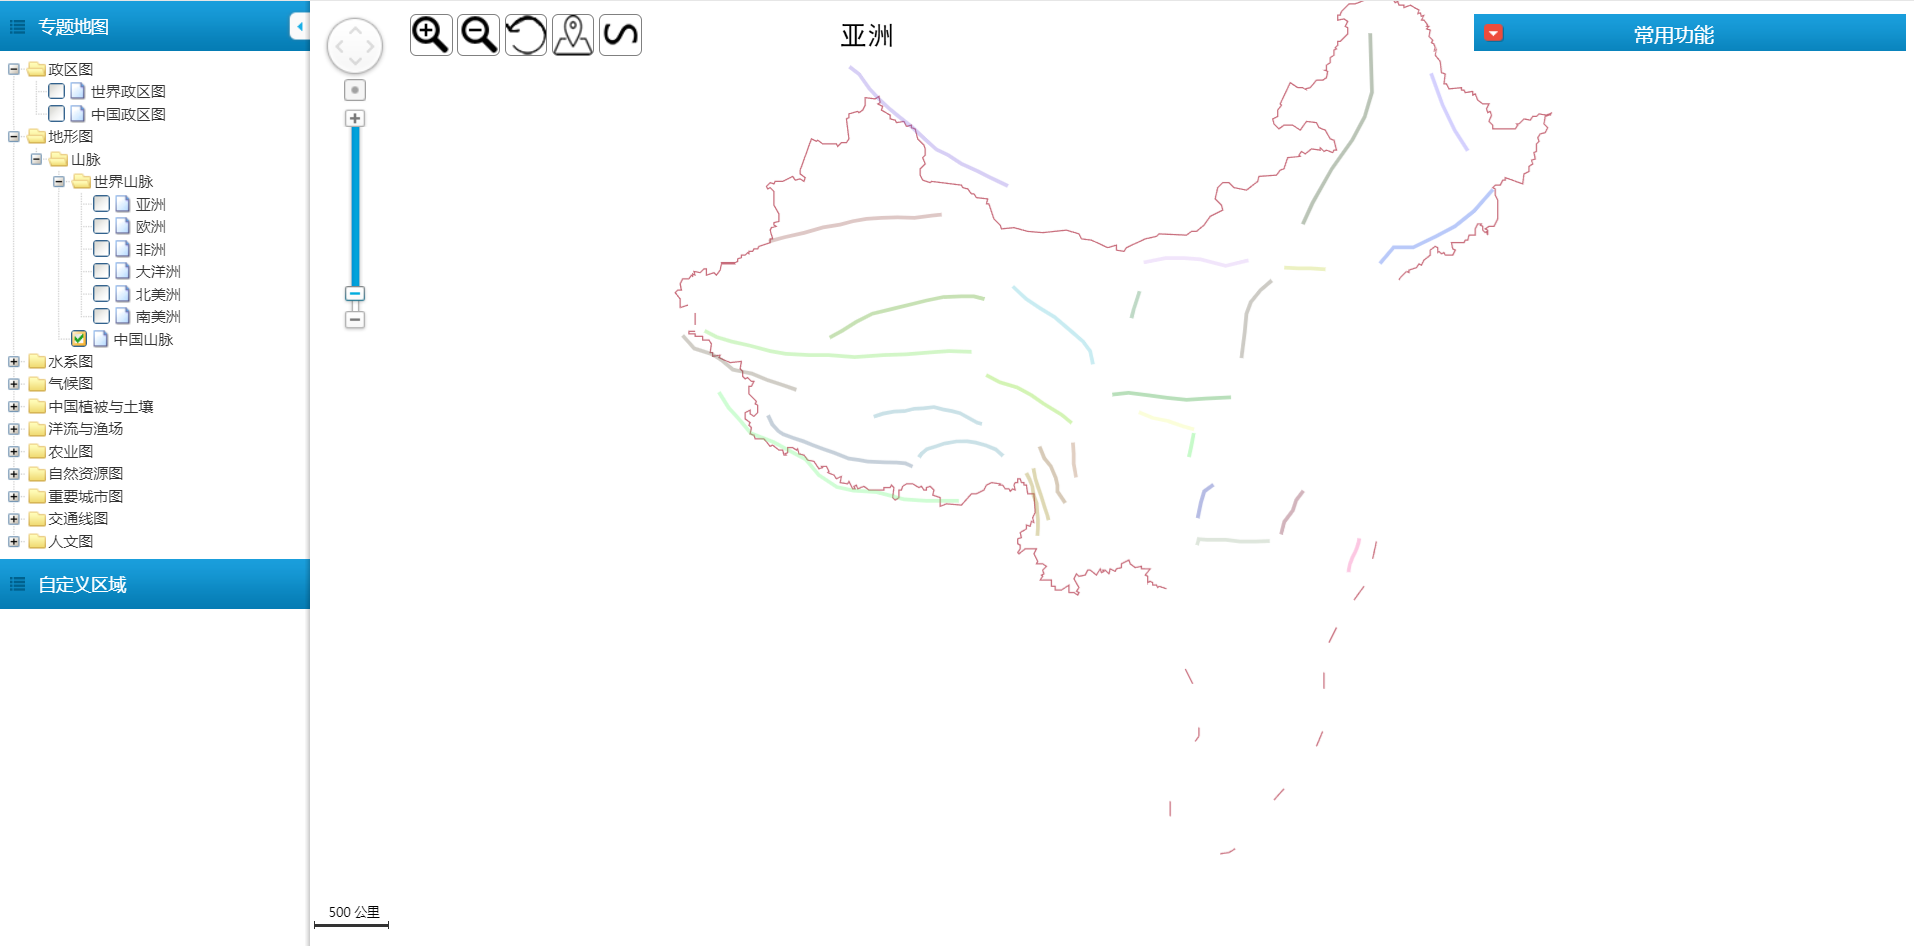 专题地图
政区图
世界政区图
中国政区图
地形图
山脉
世界山脉
亚洲
欧洲
非洲
大洋洲
北美洲
南美洲
中国山脉
水系图
气候图
中国植被与土壤
洋流与渔场
农业图
自然资源图
重要城市图
交通线图
人文图
自定义区域
亚洲
常用功能
500 公里